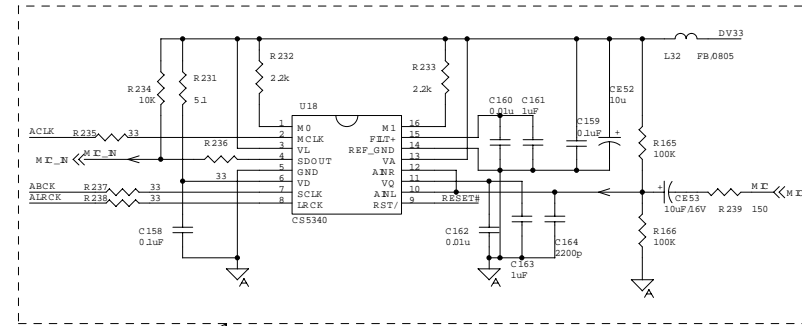 DV33
L32 FB/0805
R232
2.2k
R233
2.2k
R234
10K
R231
5.1
CE52
10u
C160
0.01u
C161
1uF
C159
0.1uF
U18
1 M0 M1 16
2 MCLK FILT+ 15
3 VL REF_GND 14
4 SDOUT VA 13
5 GND AINR 12
6 VD VQ 11
7 SCLK AINL 10
8 LRCK RST/ 9
CS5340
ACLK R235 33
MIC_IN MIC_IN
R236
33
ABCK R237 33
ALRCK R238 33
RESET#
R165
100K
CE53
10uF/16V
R239 150
MIC
R166
100K
C158
0.1uF
C162
0.01u
C163
1uF
C164
2200p
A
A
A